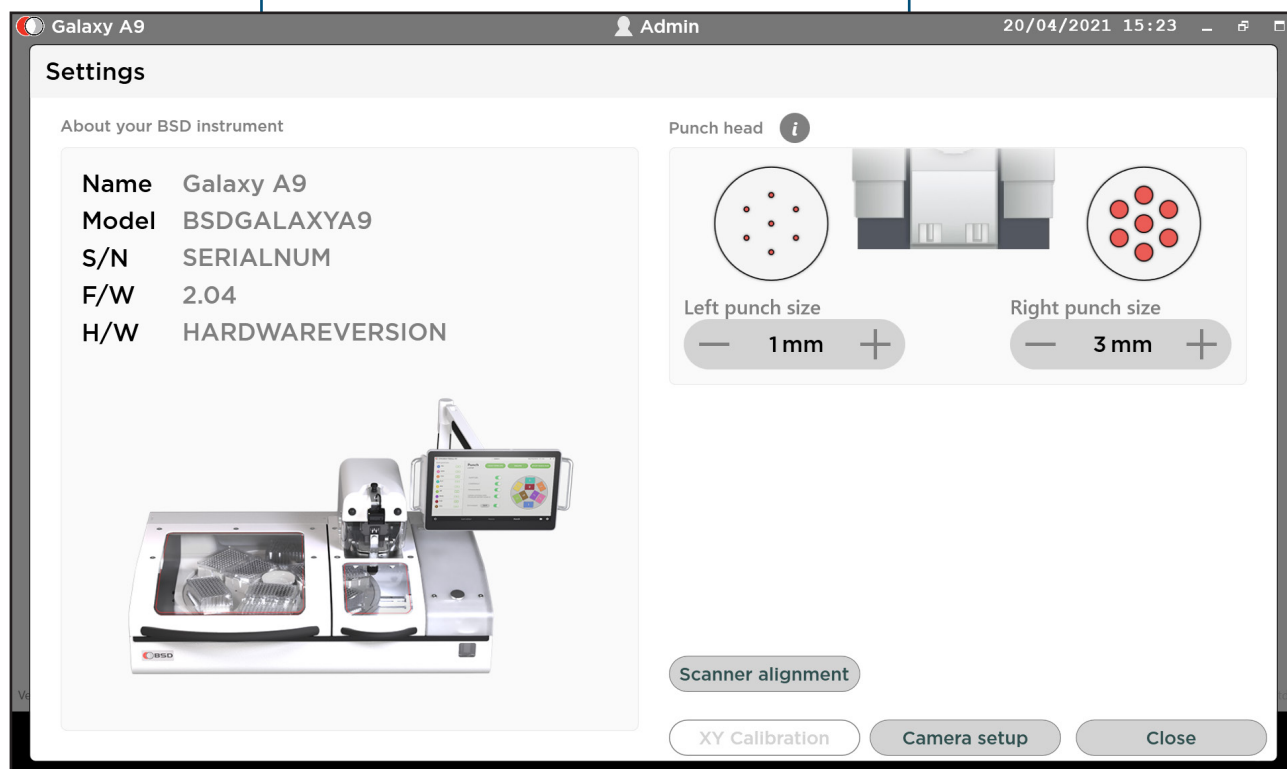 Galaxy A9
Admin
20/04/2021 15:23
Settings
About your BSD instrument
Name Galaxy A9
Model BSDGALAXYA9
S/N SERIALNUM
F/W 2.04
H/W HARDWAREVERSION
BSD
Punch head i
Left punch size
1 mm
Right punch size
3 mm
Scanner alignment
XY Calibration
Camera setup
Close
Ve